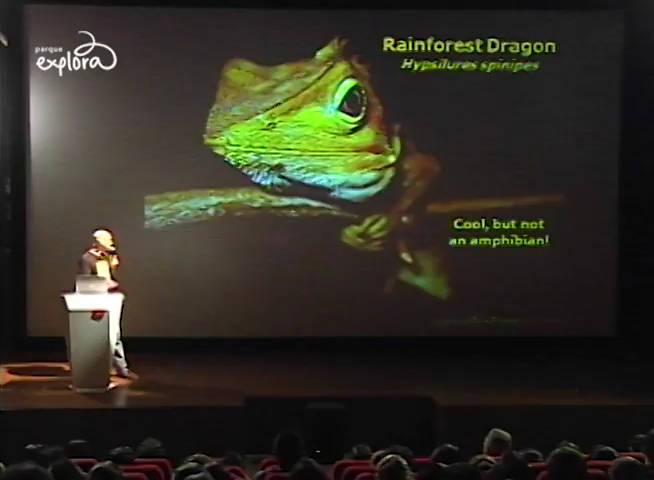 parque
explora
Rainforest Dragon
Hypsilurus spinipes
Cool, but not
an amphibian!